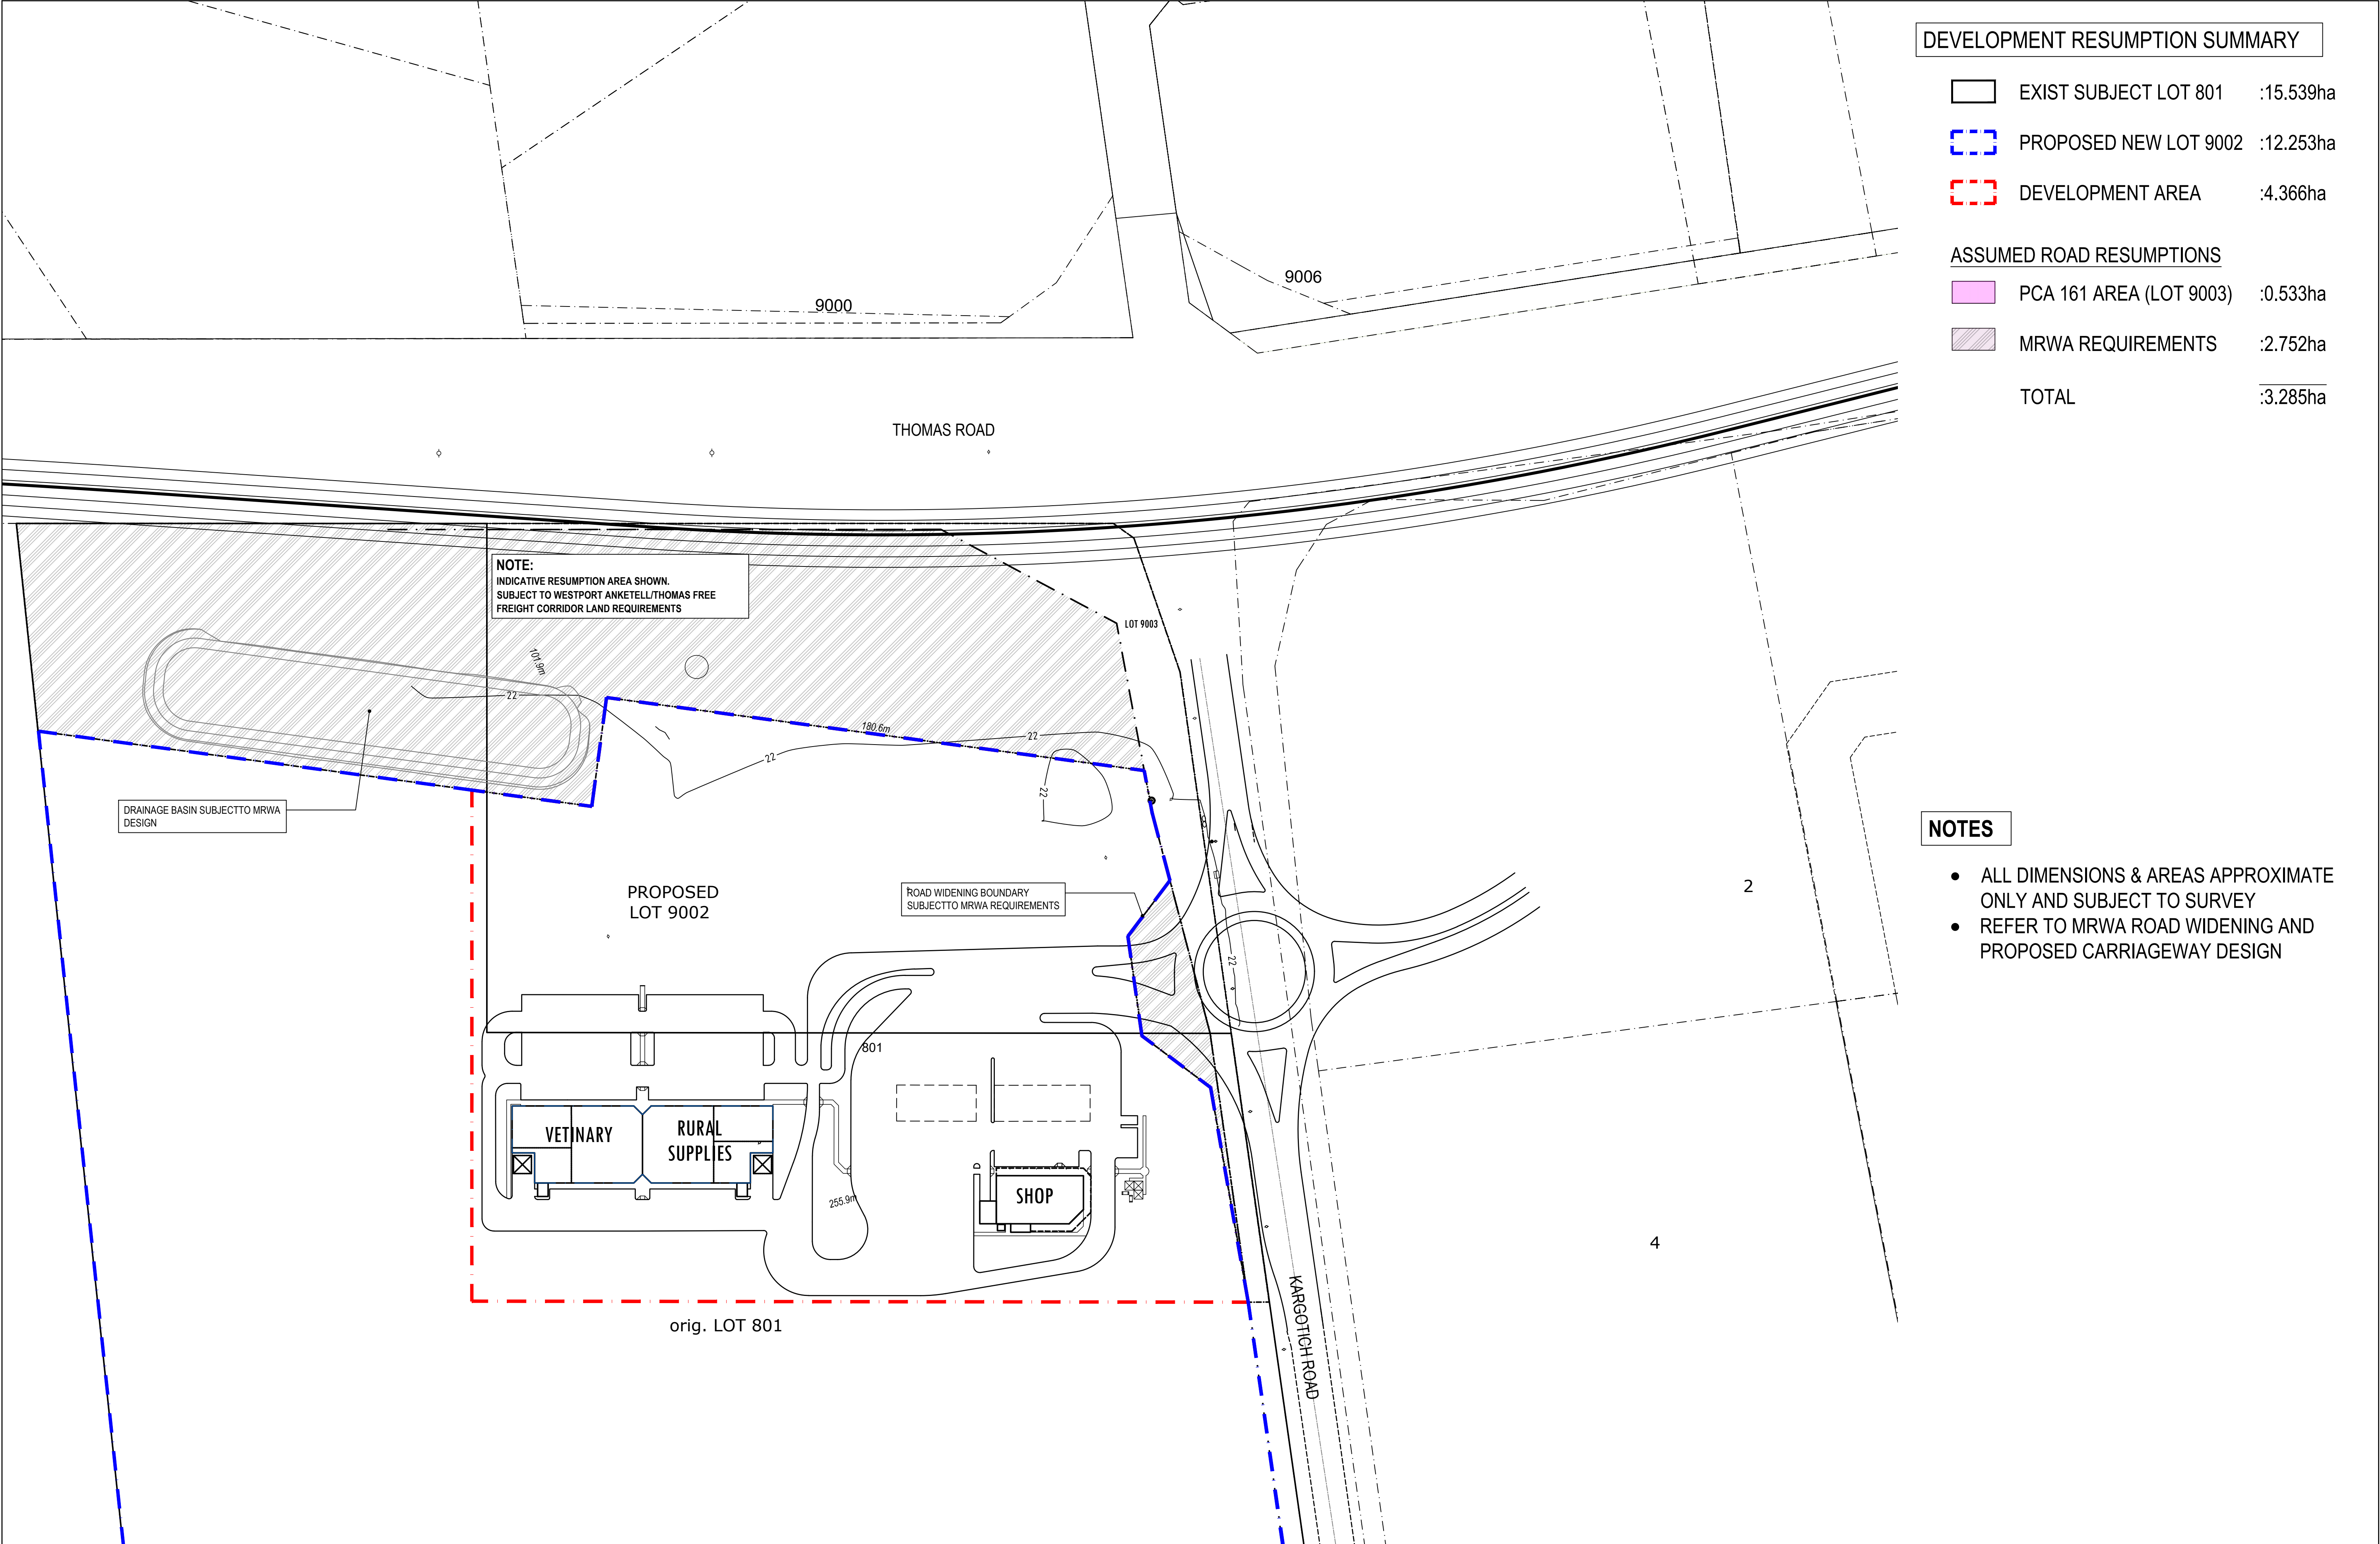 DEVELOPMENT RESUMPTION SUMMARY
EXIST SUBJECT LOT 801 :15.539ha
PROPOSED NEW LOT 9002 :12.253ha
DEVELOPMENT AREA :4.366ha
ASSUMED ROAD RESUMPTIONS
PCA 161 AREA (LOT 9003) :0.533ha
MRWA REQUIREMENTS :2.752ha
TOTAL :3.285ha
9000
9006
THOMAS ROAD
NOTE:
INDICATIVE RESUMPTION AREA SHOWN.
SUBJECT TO WESTPORT ANKETELL/THOMAS FREE
FREIGHT CORRIDOR LAND REQUIREMENTS
LOT 9003
101.9m
22
180.6m
22
22
22
DRAINAGE BASIN SUBJECTTO MRWA
DESIGN
PROPOSED
LOT 9002
ROAD WIDENING BOUNDARY
SUBJECTTO MRWA REQUIREMENTS
2
22
801
VETINARY
RURAL
SUPPLIES
SHOP
255.9m
4
orig. LOT 801
KARGOTICH ROAD
NOTES
● ALL DIMENSIONS & AREAS APPROXIMATE
ONLY AND SUBJECT TO SURVEY
● REFER TO MRWA ROAD WIDENING AND
PROPOSED CARRIAGEWAY DESIGN